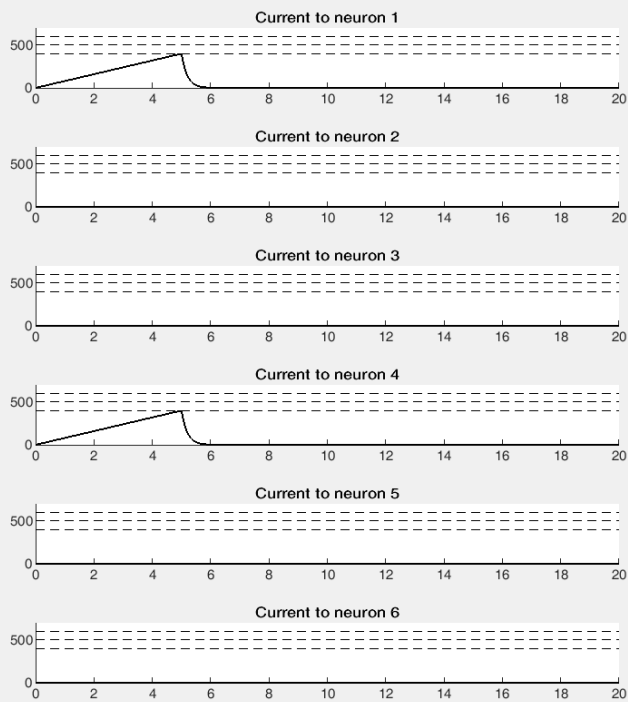 Current to neuron 1
500
0
0 2 4 6 8 10 12 14 16 18 20
Current to neuron 2
500
0
0 2 4 6 8 10 12 14 16 18 20
Current to neuron 3
500
0
0 2 4 6 8 10 12 14 16 18 20
Current to neuron 4
500
0
0 2 4 6 8 10 12 14 16 18 20
Current to neuron 5
500
0
0 2 4 6 8 10 12 14 16 18 20
Current to neuron 6
500
0
0 2 4 6 8 10 12 14 16 18 20